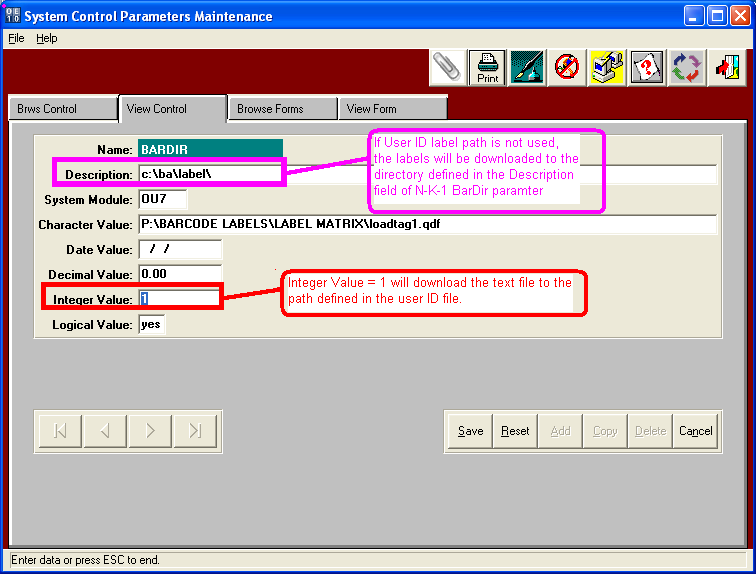 OE
10
System Control Parameters Maintenance
File Help
Print
Brws Control
View Control
Browse Forms
View Form
Name: BARDIR
Description: c:\ba\label\
System Module: OU7
Character Value: P:\BARCODE LABELS\LABEL MATRIX\loadtag1.qdf
Date Value: / /
Decimal Value: 0.00
Integer Value: 1
Logical Value: yes
If User ID label path is not used,
the labels will be downloaded to the
directory defined in the Description
field of N-K-1 BarDir paramter
Integer Value = 1 will download the text file to the
path defined in the user ID file.
Save Reset Add Copy Delete Cancel
Enter data or press ESC to end.